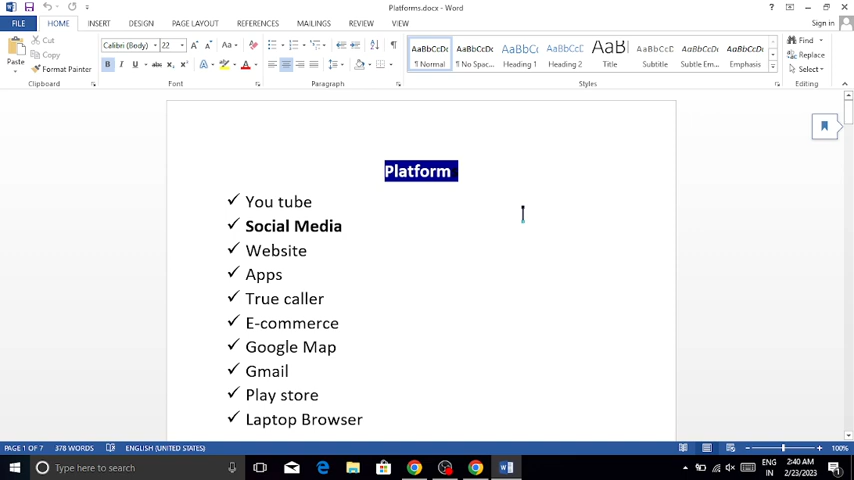 Platforms.docx - Word
FILE HOME INSERT DESIGN PAGE LAYOUT REFERENCES MAILINGS REVIEW VIEW Sign in
Paste
Cut
Copy
Format Painter
Calibri (Body) 22
AaBbCcDc AaBbCcDc AaBbCc AaBbCcD AaB AaBbCcD AaBbCcDc AaBbCcDc
¶ Normal ¶ No Spac... Heading 1 Heading 2 Title Subtitle Subtle Em... Emphasis
Find
Replace
Select
Clipboard Font Paragraph Styles Editing
Platform
✓ You tube
✓ Social Media
✓ Website
✓ Apps
✓ True caller
✓ E-commerce
✓ Google Map
✓ Gmail
✓ Play store
✓ Laptop Browser
PAGE 1 OF 7 378 WORDS ENGLISH (UNITED STATES) 100%
Type here to search
ENG
IN
2:40 AM
2/23/2023